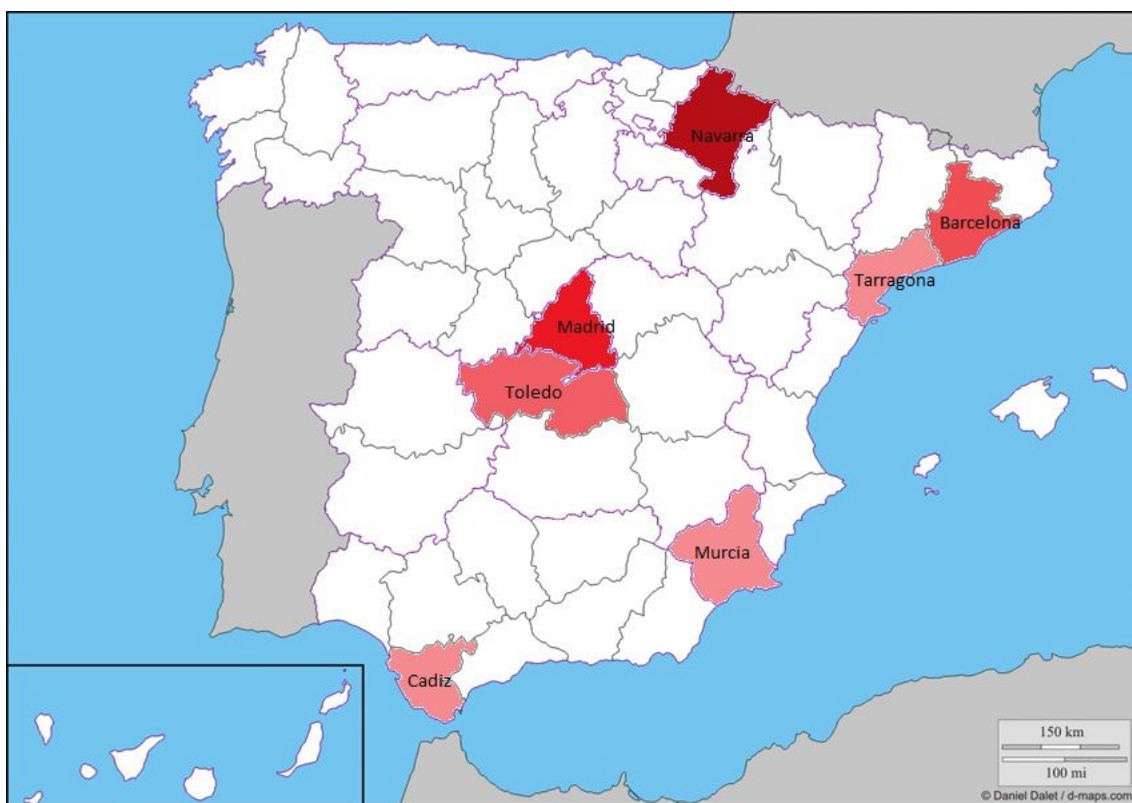 Navarra
Barcelona
Tarragona
Madrid
Toledo
Murcia
Cadiz
150 km
100 mi
© Daniel Dalet / d-maps.com